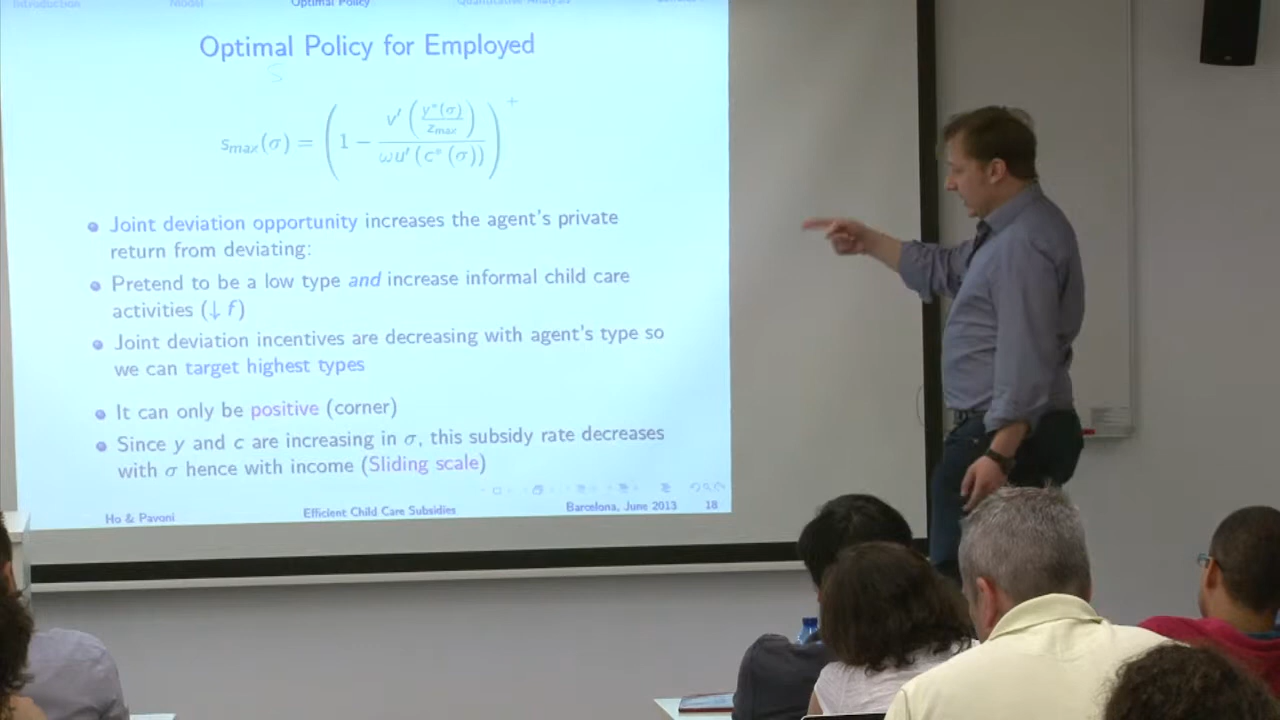 Introduction Model Optimal Policy Quantitative Analysis
Optimal Policy for Employed
s_max(σ) = (1 − v′(y*(σ)/z_max) / ωu′(c*(σ)))⁺
Joint deviation opportunity increases the agent's private
return from deviating:
Pretend to be a low type and increase informal child care
activities (↓ f)
Joint deviation incentives are decreasing with agent's type so
we can target highest types
It can only be positive (corner)
Since y and c are increasing in σ, this subsidy rate decreases
with σ hence with income (Sliding scale)
Ho & Pavoni Efficient Child Care Subsidies Barcelona, June 2013 18